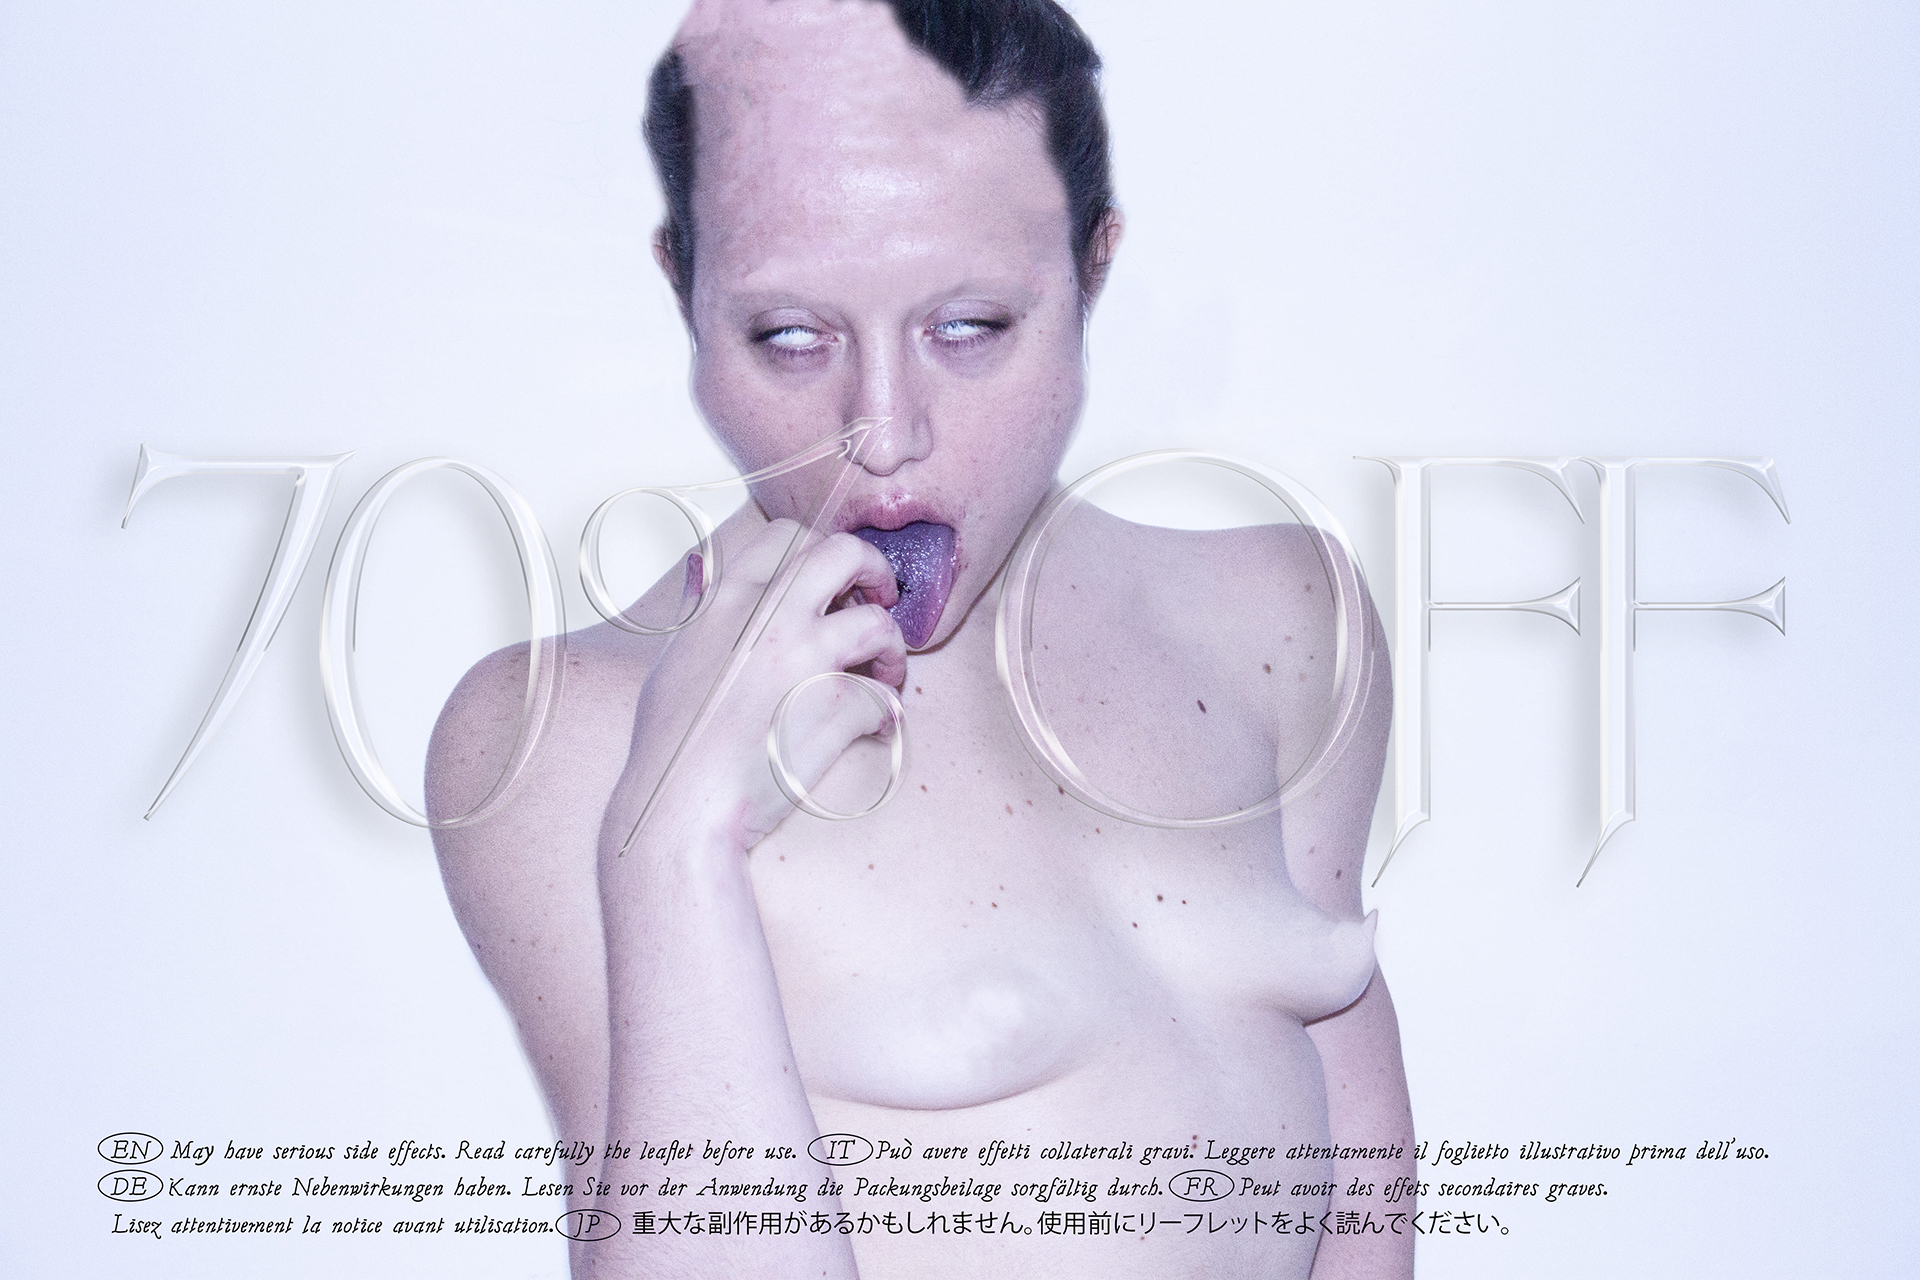 70% OFF
EN May have serious side effects. Read carefully the leaflet before use. IT Può avere effetti collaterali gravi. Leggere attentamente il foglietto illustrativo prima dell'uso.
DE Kann ernste Nebenwirkungen haben. Lesen Sie vor der Anwendung die Packungsbeilage sorgfältig durch. FR Peut avoir des effets secondaires graves.
Lisez attentivement la notice avant utilisation. JP 重大な副作用があるかもしれません。使用前にリーフレットをよく読んでください。